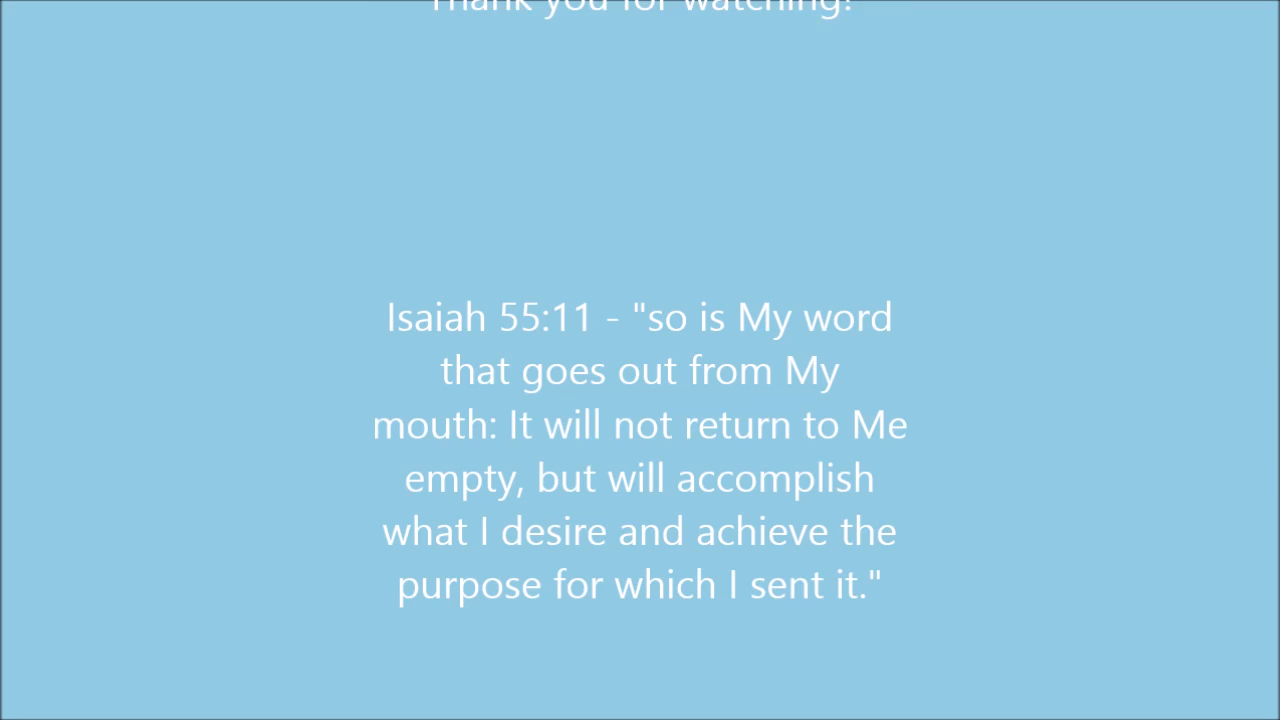 Thank you for watching!
Isaiah 55:11 - "so is My word
that goes out from My
mouth: It will not return to Me
empty, but will accomplish
what I desire and achieve the
purpose for which I sent it."